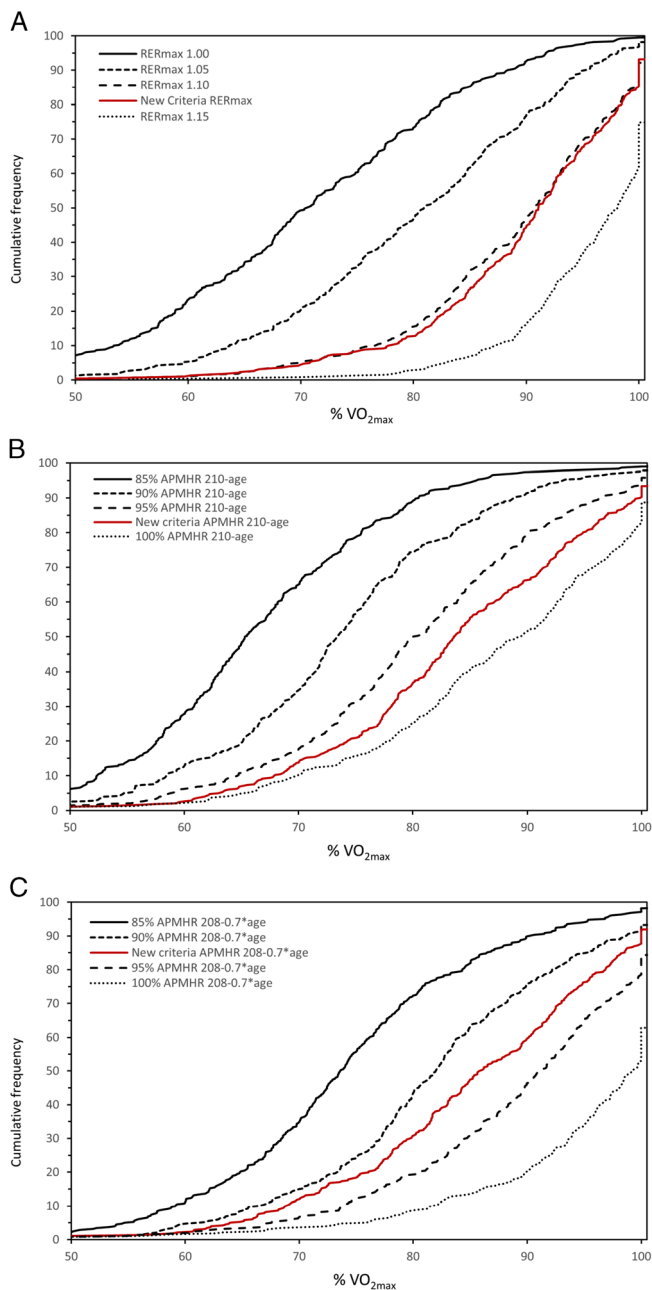 A
100
90
80
70
60
50
40
30
20
10
0
Cumulative frequency
RERmax 1.00
RERmax 1.05
RERmax 1.10
New Criteria RERmax
RERmax 1.15
50 60 70 80 90 100
% VO2max
B
100
90
80
70
60
50
40
30
20
10
0
Cumulative frequency
85% APMHR 210-age
90% APMHR 210-age
95% APMHR 210-age
New criteria APMHR 210-age
100% APMHR 210-age
50 60 70 80 90 100
% VO2max
C
100
90
80
70
60
50
40
30
20
10
0
Cumulative frequency
85% APMHR 208-0.7*age
90% APMHR 208-0.7*age
New criteria APMHR 208-0.7*age
95% APMHR 208-0.7*age
100% APMHR 208-0.7*age
50 60 70 80 90 100
% VO2max